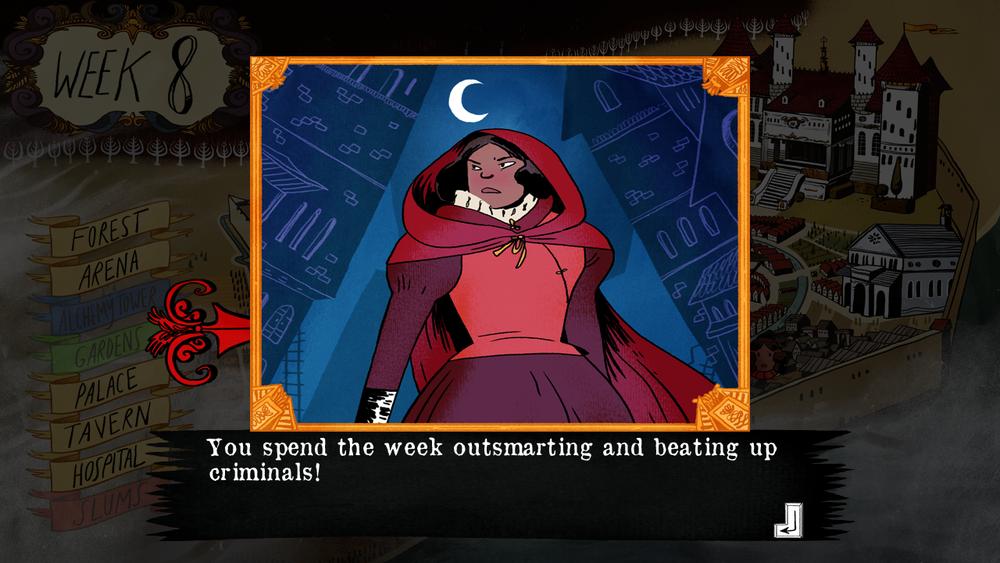 WEEK 8
FOREST
ARENA
ALCHEMY TOWER
GARDENS
PALACE
TAVERN
HOSPITAL
SLUMS
You spend the week outsmarting and beating up
criminals!